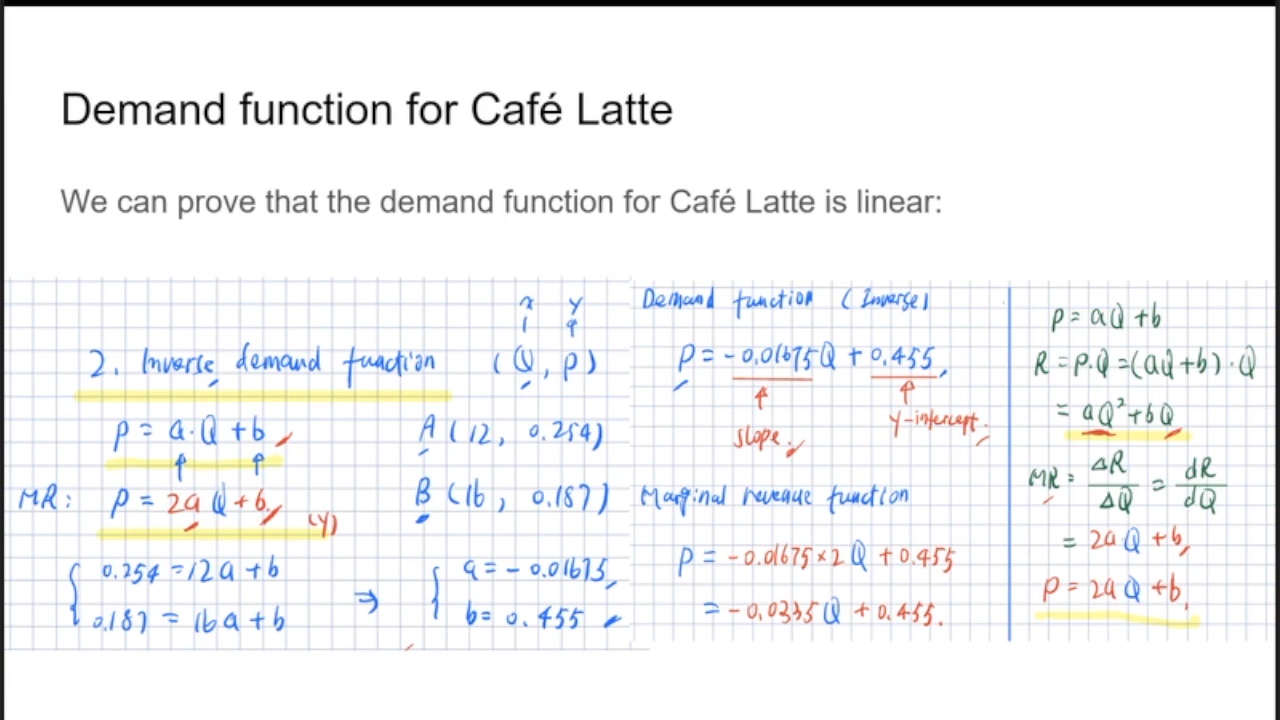 Demand function for Café Latte
We can prove that the demand function for Café Latte is linear:
x y
2. Inverse demand function (Q, P)
P = a·Q + b
A (12, 0.254)
MR: P = 2aQ + b (Y)
B (16, 0.187)
0.254 = 12a + b
0.187 = 16a + b
⇒
a = - 0.01675
b = 0.455
Demand function (Inverse)
P = - 0.01675Q + 0.455
slope
Y-intercept
Marginal revenue function
P = - 0.01675×2Q + 0.455
= - 0.0335Q + 0.455.
P = aQ + b
R = P·Q = (aQ + b)·Q
= aQ² + bQ
MR = ΔR/ΔQ = dR/dQ
= 2aQ + b
P = 2aQ + b